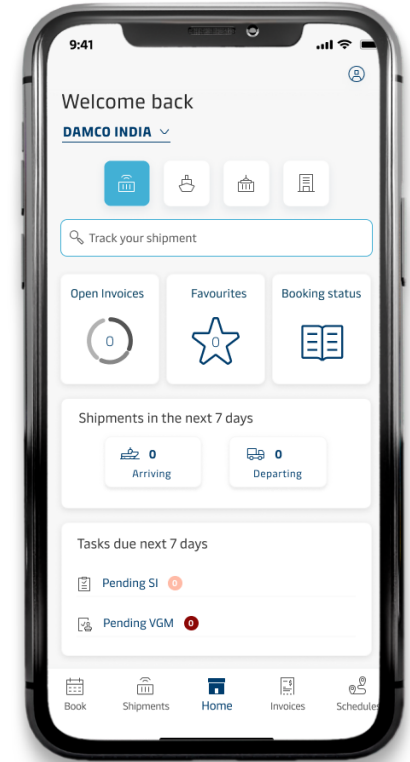 9:41
Welcome back
DAMCO INDIA
Track your shipment
Open Invoices Favourites Booking status
0 0
Shipments in the next 7 days
0 0
Arriving Departing
Tasks due next 7 days
Pending SI 0
Pending VGM 0
Book Shipments Home Invoices Schedules